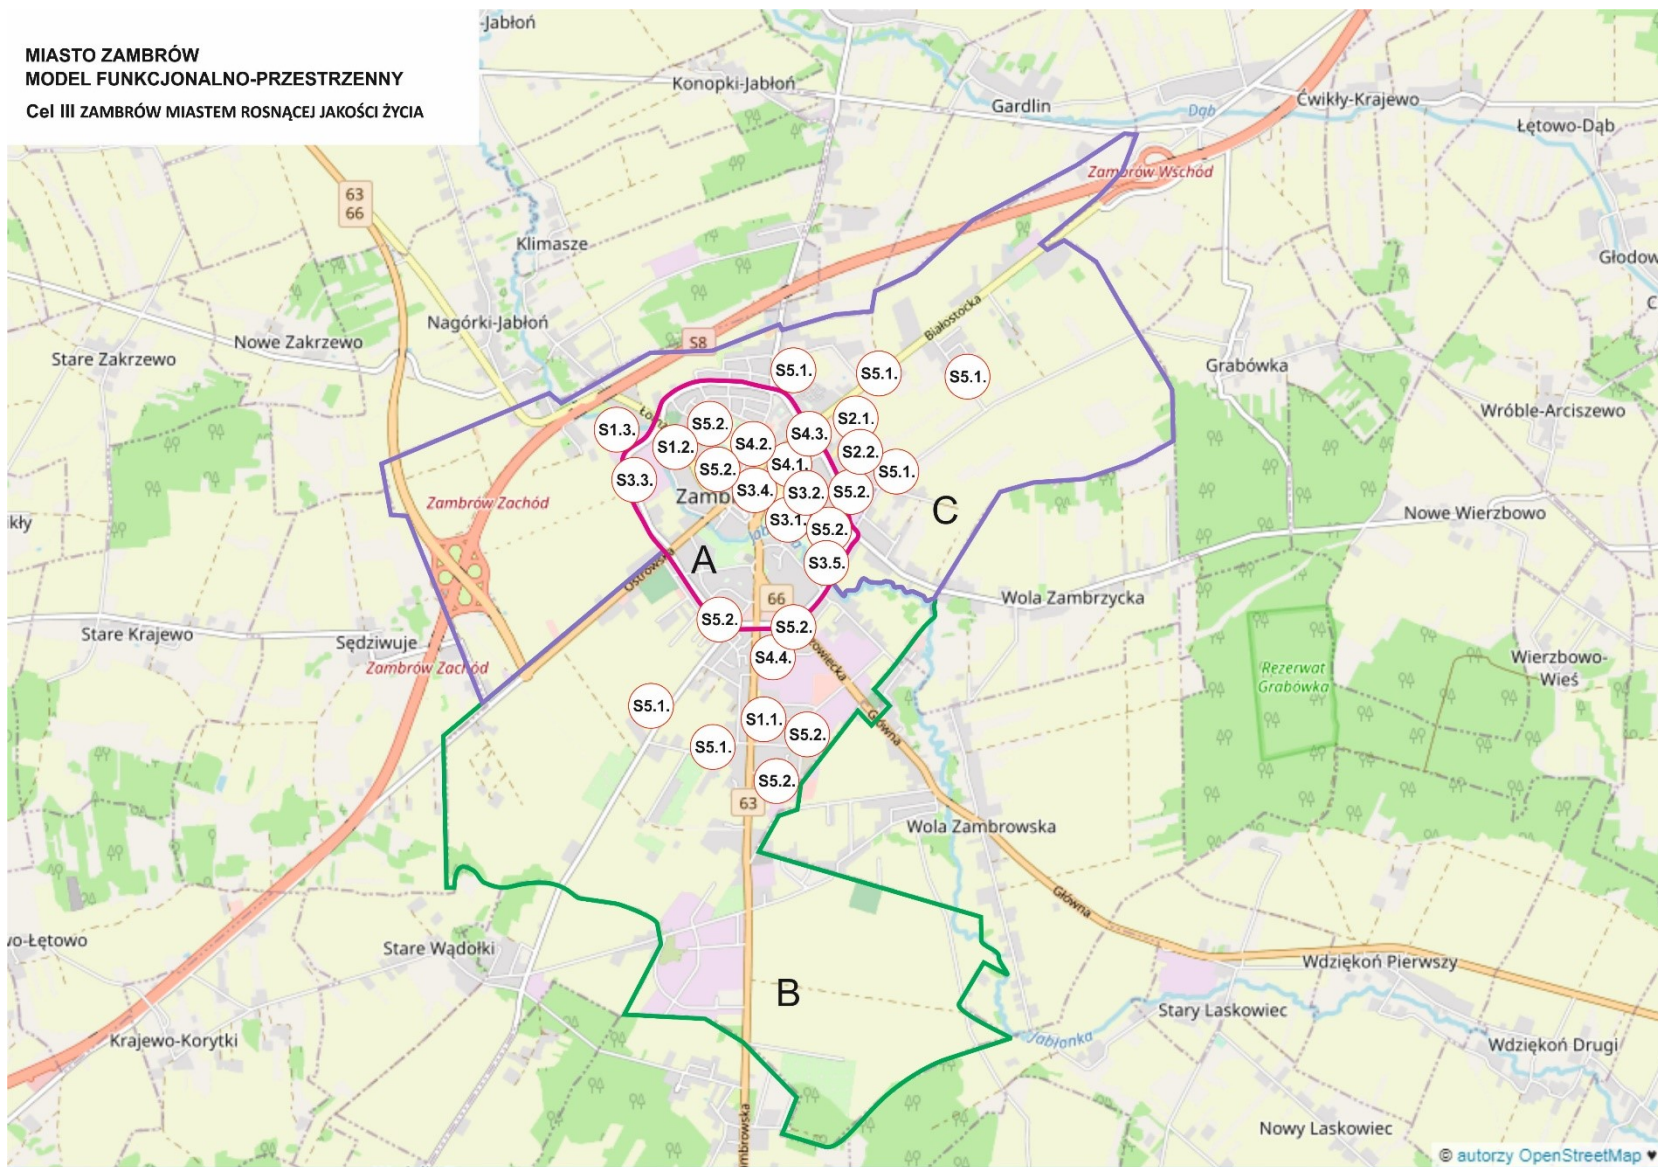 MIASTO ZAMBRÓW
MODEL FUNKCJONALNO-PRZESTRZENNY
Cel III ZAMBRÓW MIASTEM ROSNĄCEJ JAKOŚCI ŻYCIA
-Jabłoń
Konopki-Jabłoń
Gardlin
Dąb
Ćwikły-Krajewo
Łętowo-Dąb
Zambrów Wschód
63
66
Klimasze
Nagórki-Jabłoń
Nowe Zakrzewo
Stare Zakrzewo
S8
Białostocka
Grabówka
Wróble-Arciszewo
S5.1.
S5.1.
S5.1.
S1.3.
S5.2.
S2.1.
S1.2.
S4.2.
S4.3.
S2.2.
S5.2.
S4.1.
S5.1.
S3.3.
S3.4.
S3.2.
S5.2.
S3.1.
S5.2.
S3.5.
Zambrów Zachód
C
A
Ostrowska
Nowe Wierzbowo
Wola Zambrzycka
66
S5.2.
S5.2.
S4.4.
Stare Krajewo
Sędziwuje
Zambrów Zachód
Rezerwat
Grabówka
Wierzbowo-
Wieś
S5.1.
S1.1.
S5.2.
S5.1.
S5.2.
Główna
63
Wola Zambrowska
Główna
Stare Wądołki
B
Wdziękoń Pierwszy
Stary Laskowiec
Jabłonka
Wdziękoń Drugi
Krajewo-Korytki
Nowy Laskowiec
© autorzy OpenStreetMap ♥